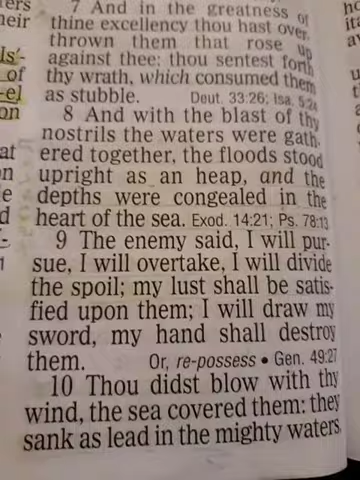 7 And in the greatness of
thine excellency thou hast over-
thrown them that rose up
against thee: thou sentest forth
thy wrath, which consumed them
as stubble. Deut. 33:26; Isa. 5:24
8 And with the blast of thy
nostrils the waters were gath-
ered together, the floods stood
upright as an heap, and the
depths were congealed in the
heart of the sea. Exod. 14:21; Ps. 78:13
9 The enemy said, I will pur-
sue, I will overtake, I will divide
the spoil; my lust shall be satis-
fied upon them; I will draw my
sword, my hand shall destroy
them. Or, re-possess • Gen. 49:27
10 Thou didst blow with thy
wind, the sea covered them: they
sank as lead in the mighty waters.